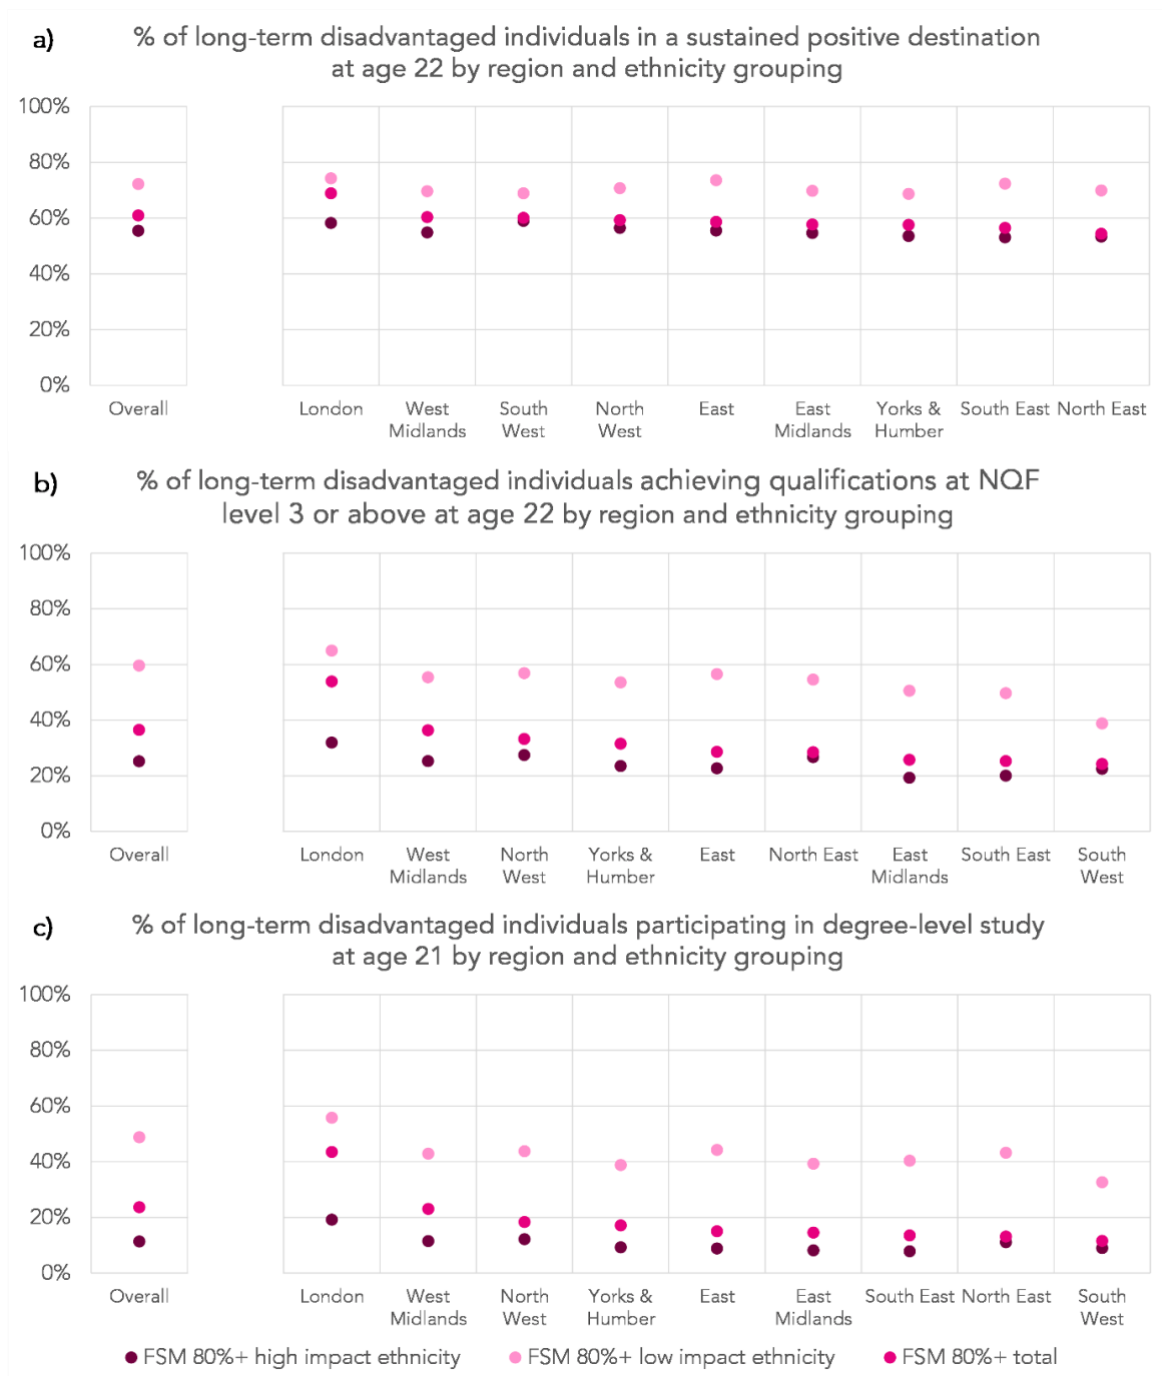 a)
% of long-term disadvantaged individuals in a sustained positive destination
at age 22 by region and ethnicity grouping
100%
80%
60%
40%
20%
0%
Overall London West South North East East Yorks & South East North East
Midlands West West Midlands Humber
b)
% of long-term disadvantaged individuals achieving qualifications at NQF
level 3 or above at age 22 by region and ethnicity grouping
100%
80%
60%
40%
20%
0%
Overall London West North Yorks & East North East East South East South
Midlands West Humber Midlands West
c)
% of long-term disadvantaged individuals participating in degree-level study
at age 21 by region and ethnicity grouping
100%
80%
60%
40%
20%
0%
Overall London West North Yorks & East East South East North East South
Midlands West Humber Midlands West
FSM 80%+ high impact ethnicity FSM 80%+ low impact ethnicity FSM 80%+ total